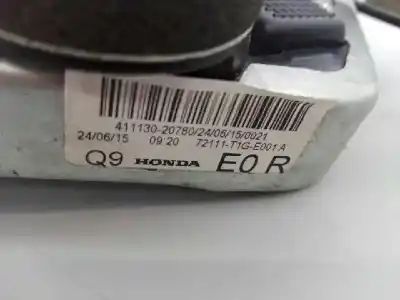 411130-20780/24/06/15/0021
24/06/15 09:20 72111-T1G-E001 A
Q9 HONDA E0 R